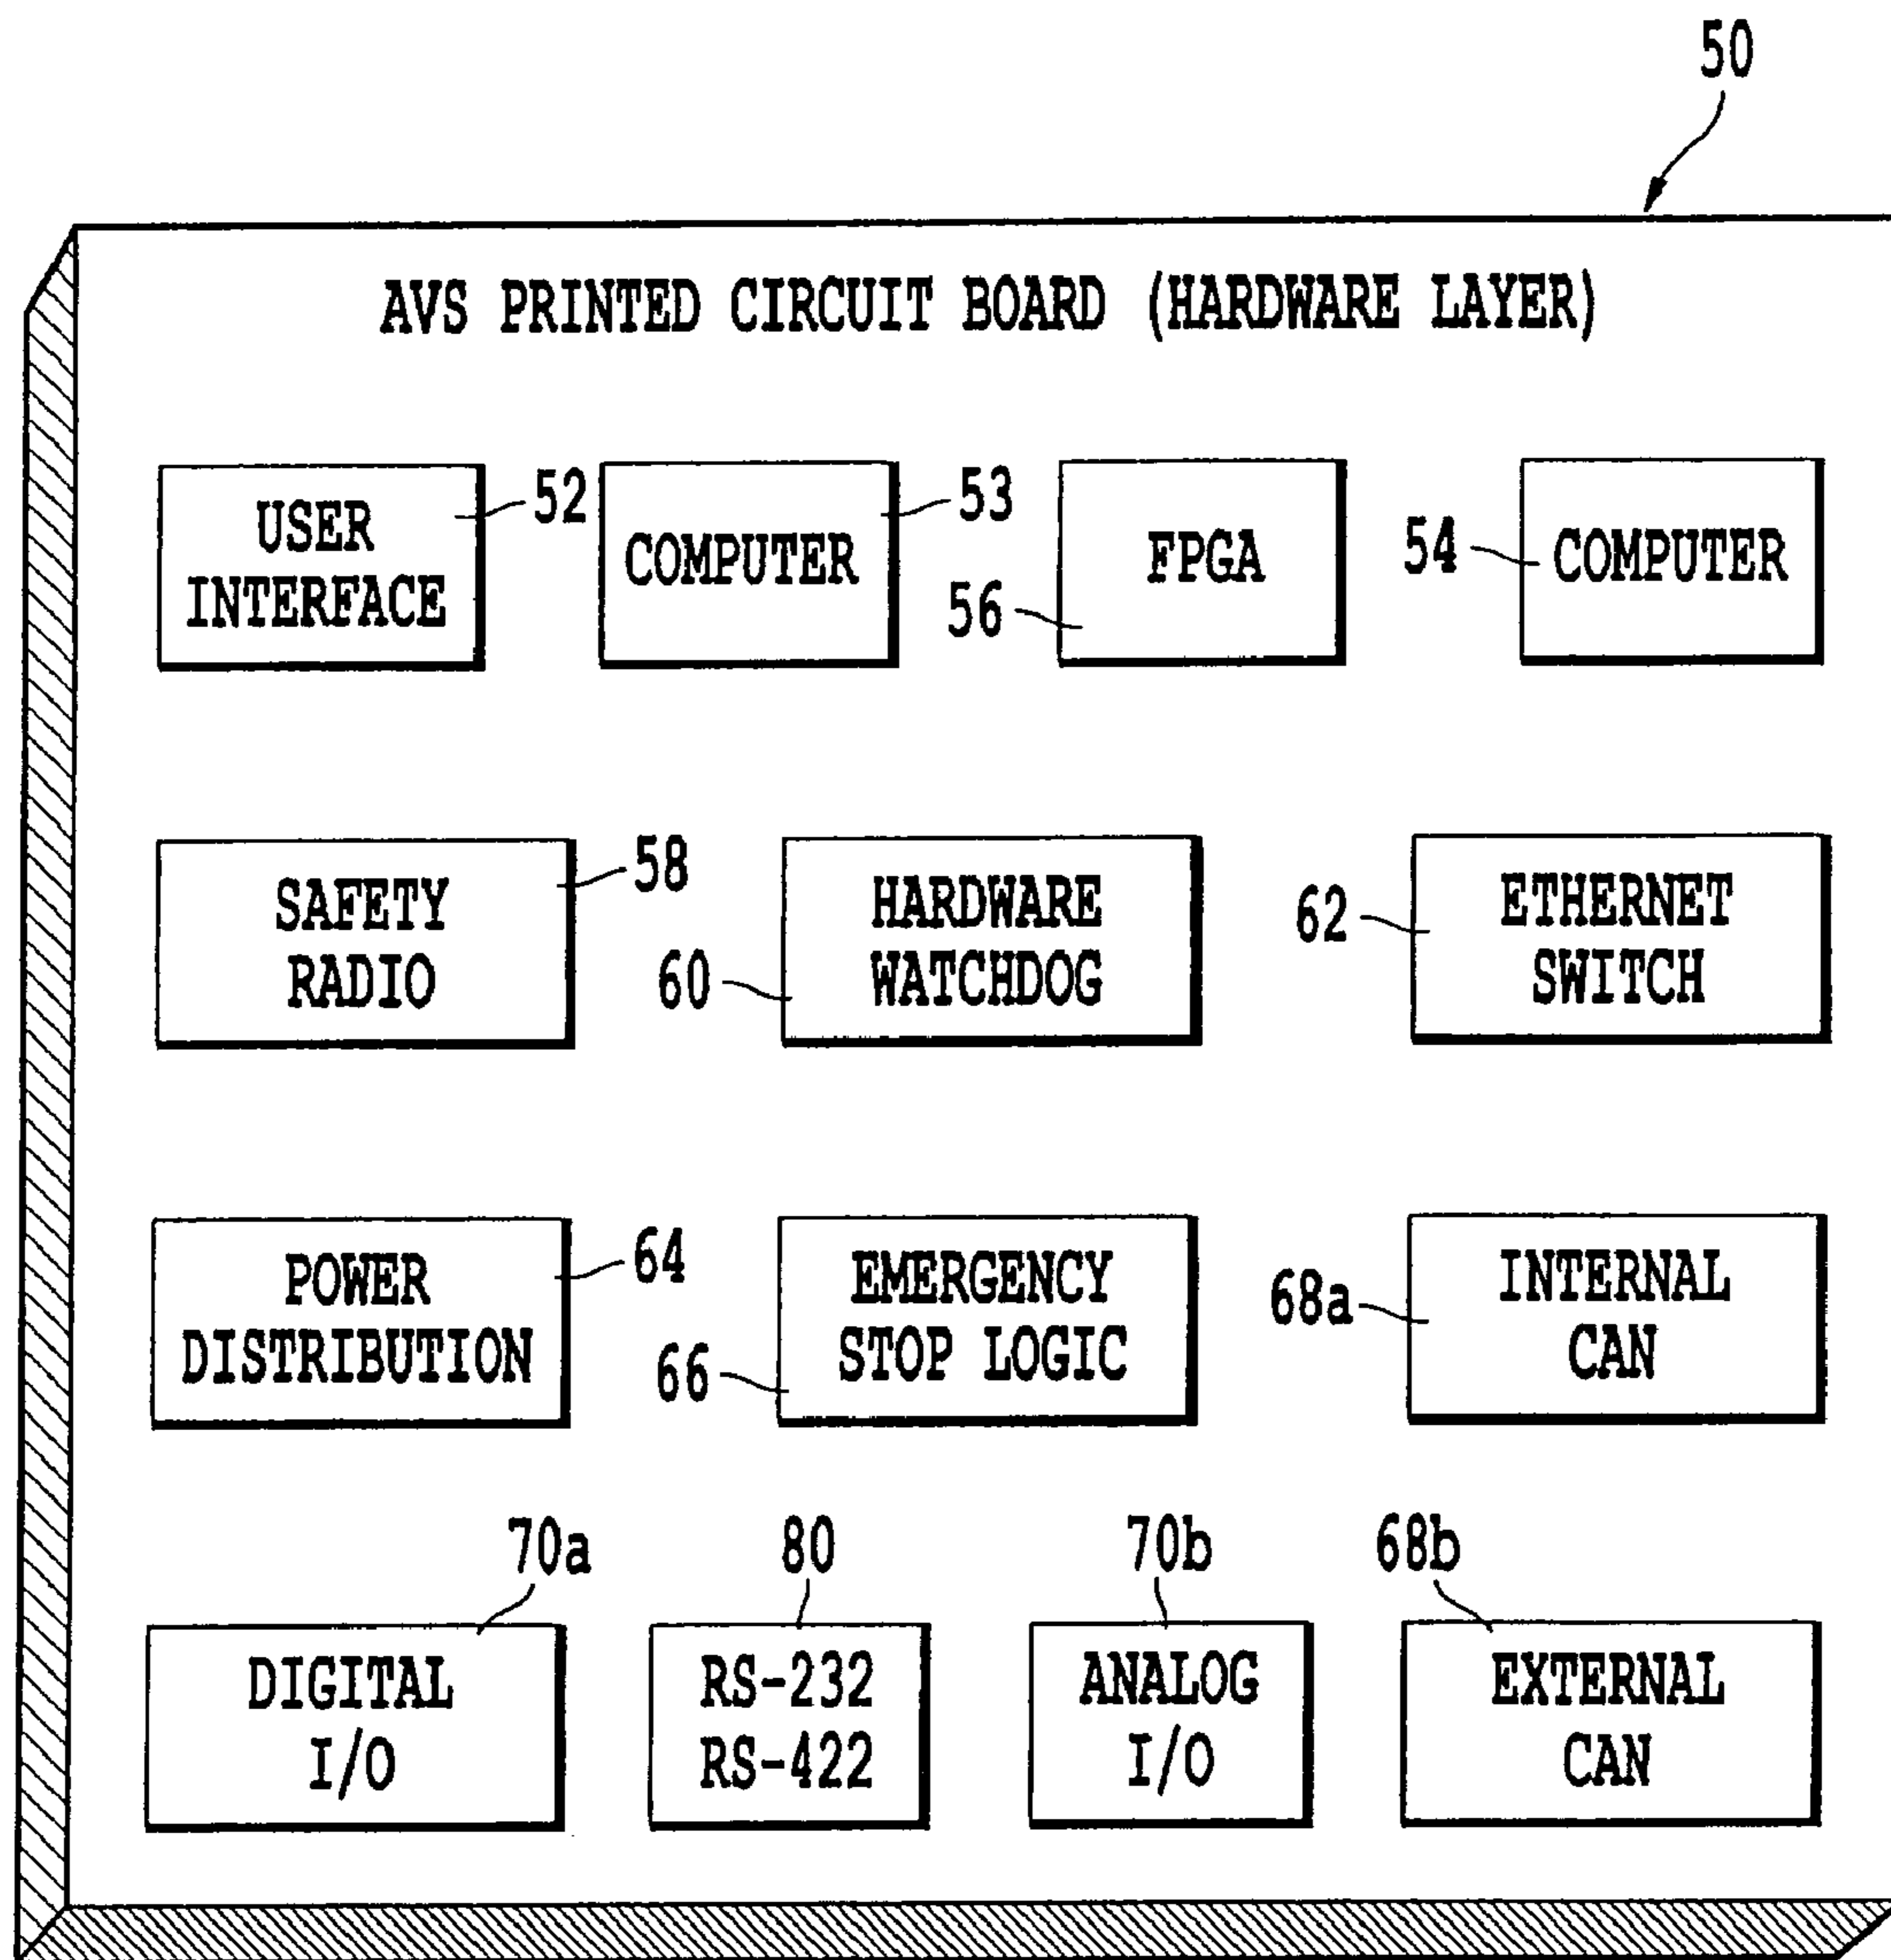 50
AVS PRINTED CIRCUIT BOARD (HARDWARE LAYER)
USER
INTERFACE
52
COMPUTER
53
FPGA
56
54
COMPUTER
SAFETY
RADIO
58
HARDWARE
WATCHDOG
60
62
ETHERNET
SWITCH
POWER
DISTRIBUTION
64
EMERGENCY
STOP LOGIC
66
68a
INTERNAL
CAN
70a
80
70b
68b
DIGITAL
I/O
RS-232
RS-422
ANALOG
I/O
EXTERNAL
CAN